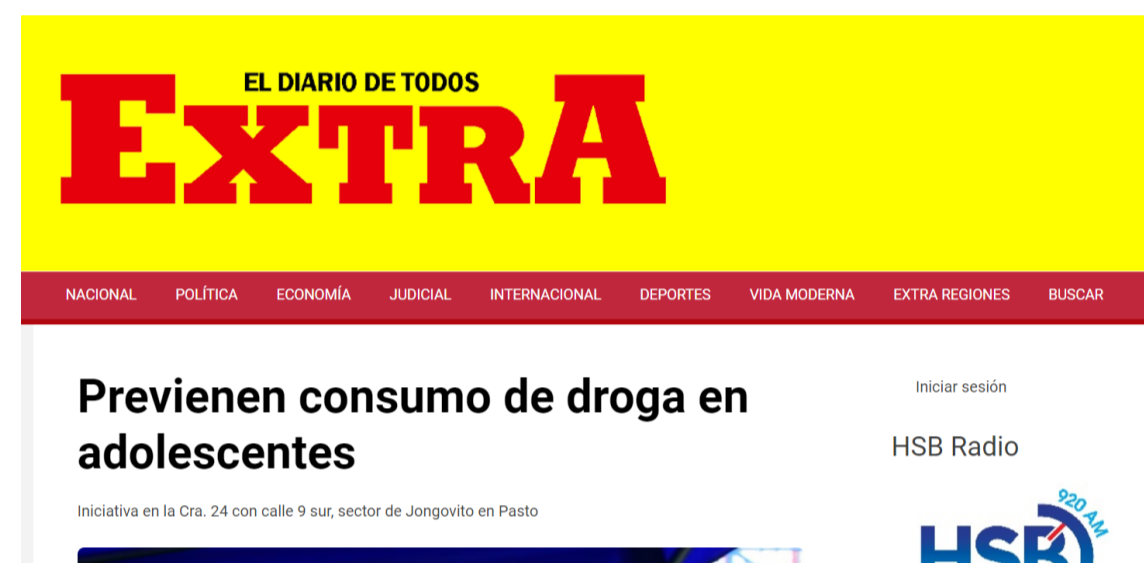 EL DIARIO DE TODOS
EXTRA
NACIONAL POLÍTICA ECONOMÍA JUDICIAL INTERNACIONAL DEPORTES VIDA MODERNA EXTRA REGIONES BUSCAR
Previenen consumo de droga en
adolescentes
Iniciativa en la Cra. 24 con calle 9 sur, sector de Jongovito en Pasto
Iniciar sesión
HSB Radio
920 AM
HSB